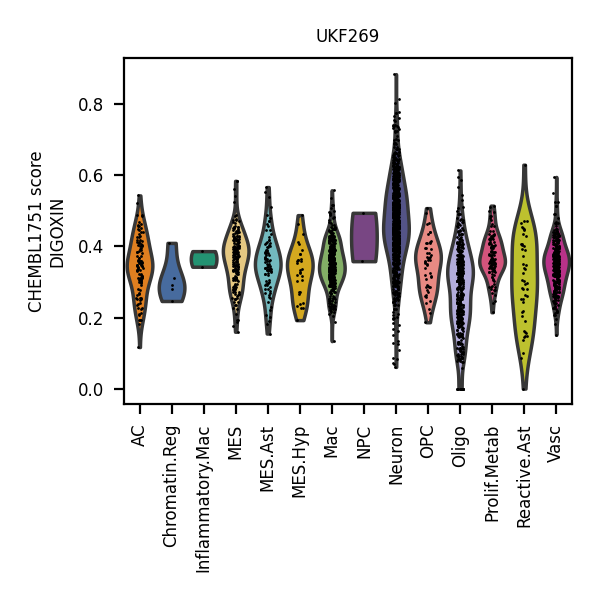 UKF269
CHEMBL1751 score
DIGOXIN
0.8
0.6
0.4
0.2
0.0
AC
Chromatin.Reg
Inflammatory.Mac
MES
MES.Ast
MES.Hyp
Mac
NPC
Neuron
OPC
Oligo
Prolif.Metab
Reactive.Ast
Vasc